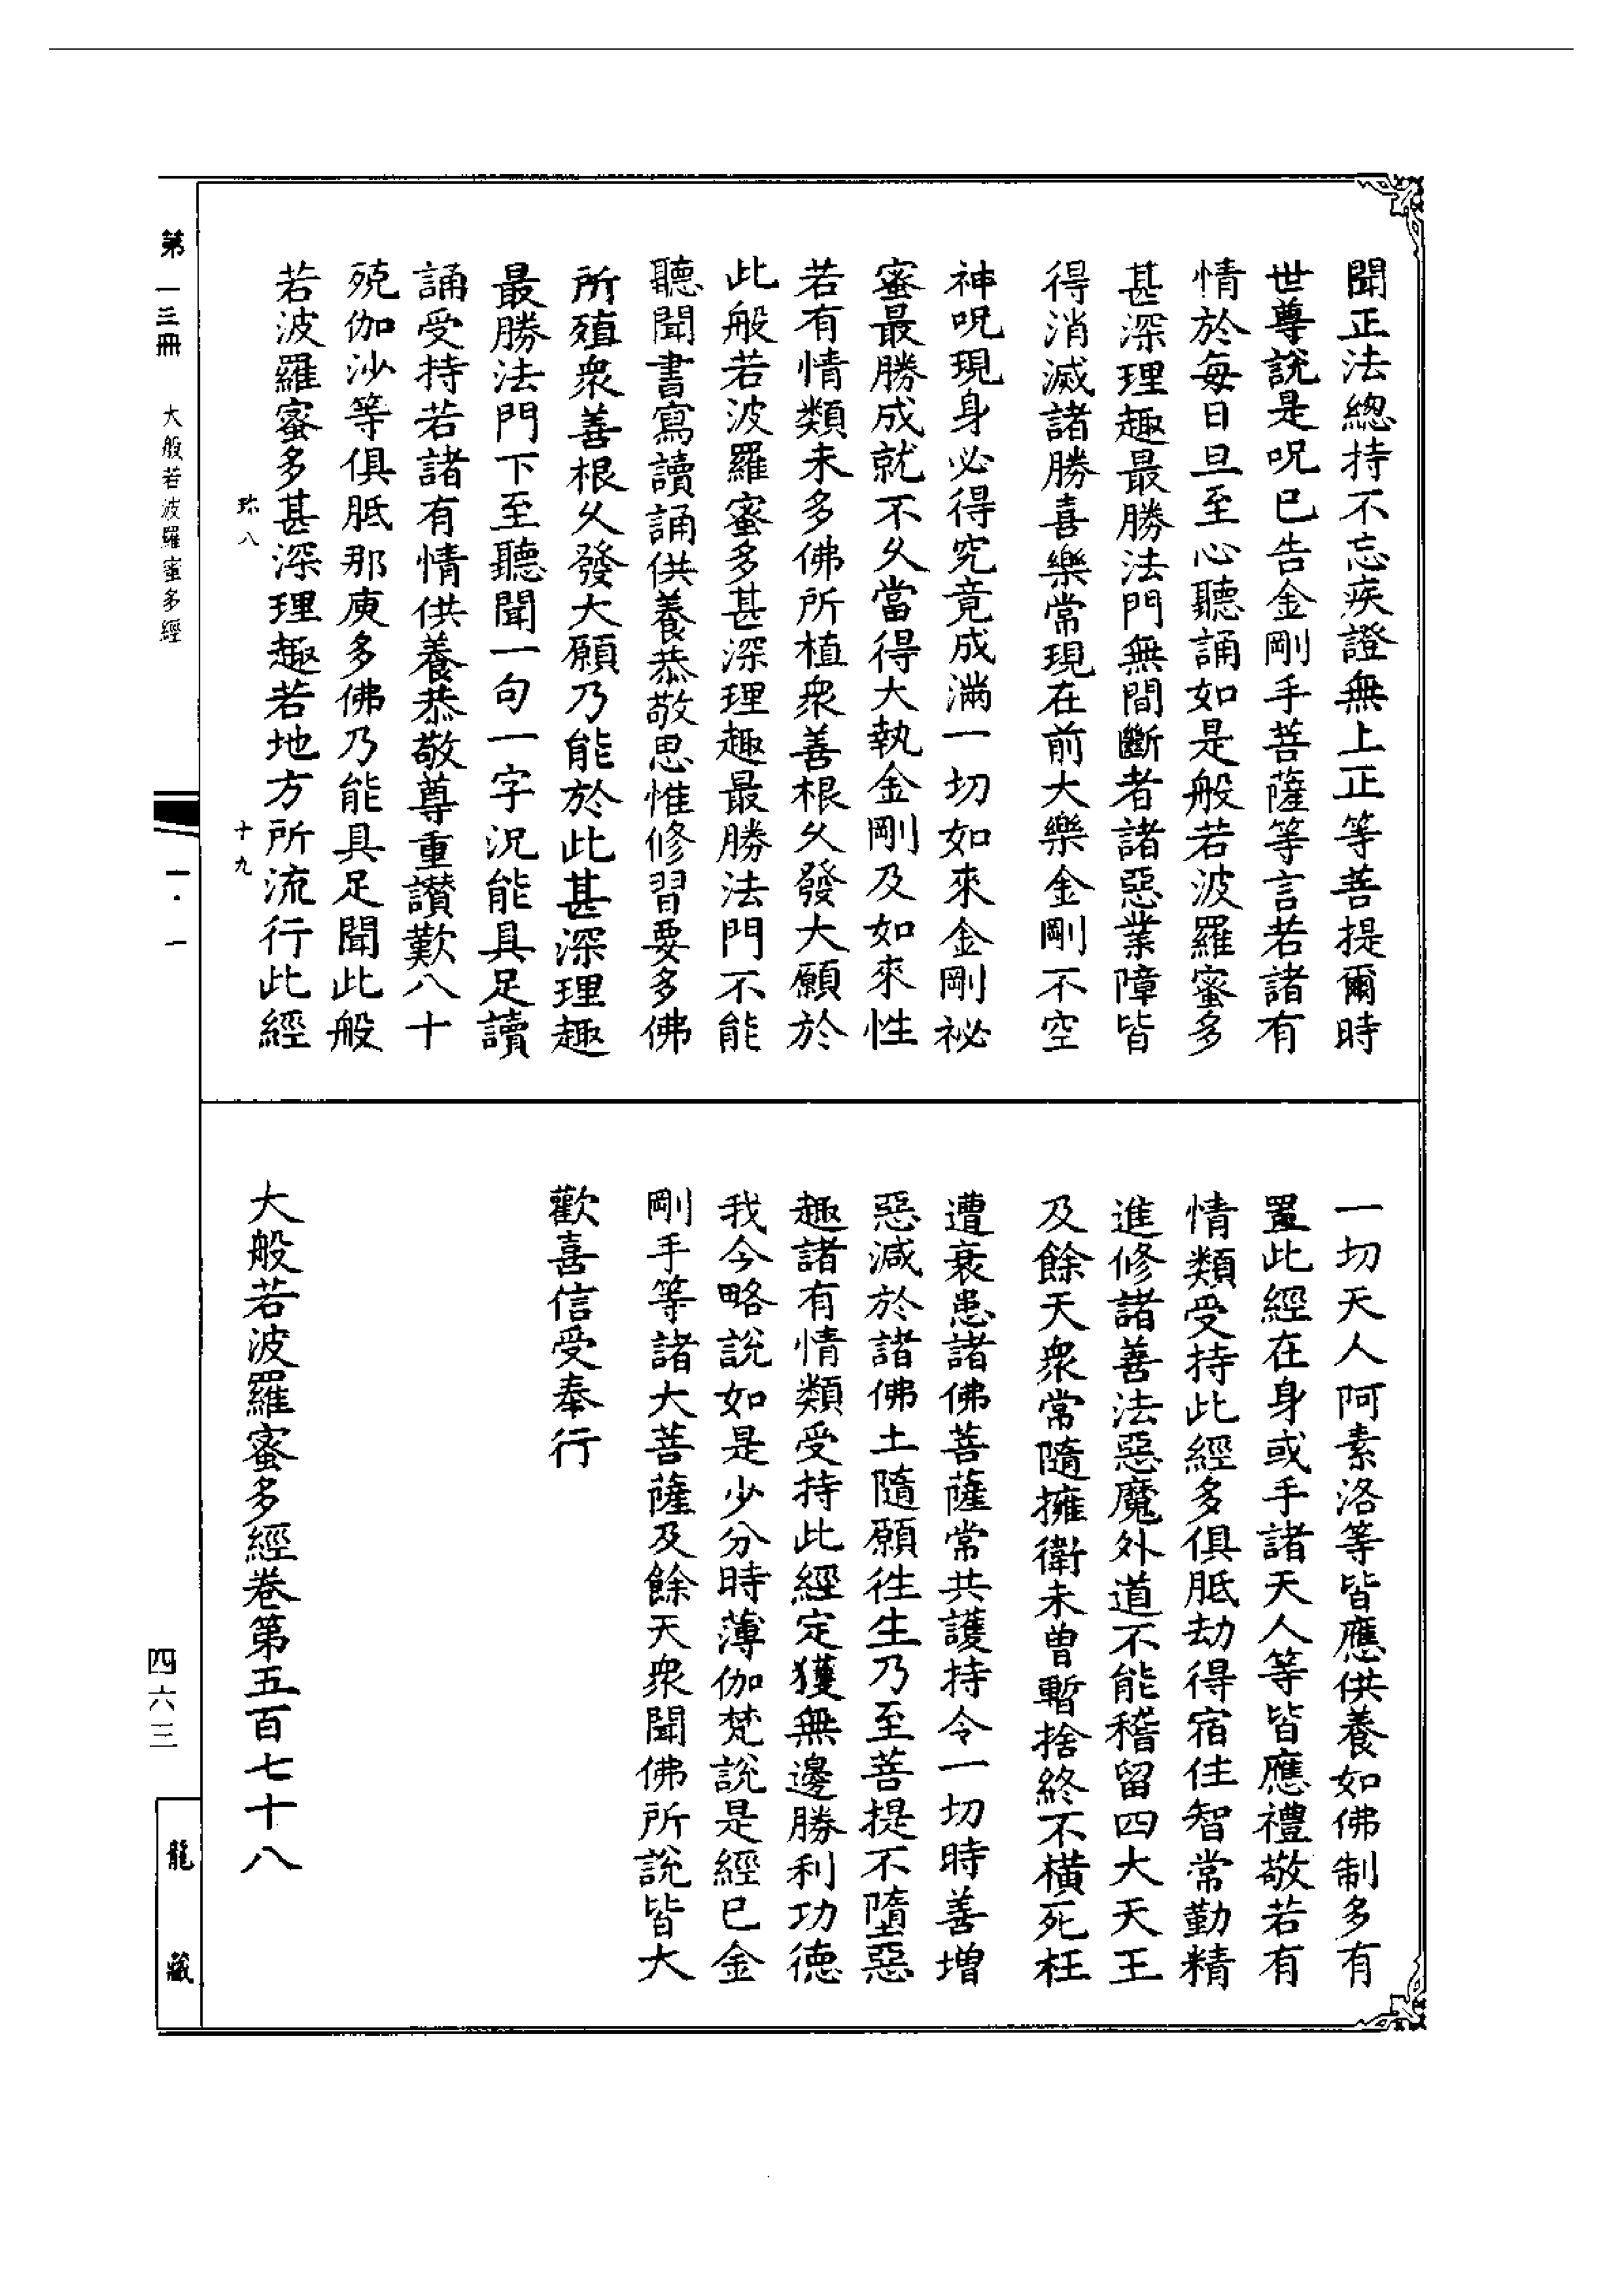 聞正法總持不忘疾證無上正等菩提爾時
世尊說是呪已告金剛手菩薩等言若諸有
情於每日旦至心聽誦如是般若波羅蜜多
甚深理趣最勝法門無間斷者諸惡業障皆
得消滅諸勝喜樂常現在前大樂金剛不空
神呪現身必得究竟成滿一切如來金剛祕
蜜最勝成就不久當得大執金剛及如來性
若有情類未多佛所植衆善根久發大願於
此般若波羅蜜多甚深理趣最勝法門不能
聽聞書寫讀誦供養恭敬思惟修習要多佛
所殖衆善根久發大願乃能於此甚深理趣
最勝法門下至聽聞一句一字況能具足讀
誦受持若諸有情供養恭敬尊重讃歎八十
殑伽沙等俱胝那庾多佛乃能具足聞此般
若波羅蜜多甚深理趣若地方所流行此經
珎八 十九
一切天人阿素洛等皆應供養如佛制多有
置此經在身或手諸天人等皆應禮敬若有
情類受持此經多俱胝劫得宿住智常勤精
進修諸善法惡魔外道不能稽留四大天王
及餘天衆常隨擁衛未曾暫捨終不橫死枉
遭衰患諸佛菩薩常共護持令一切時善增
惡減於諸佛土隨願徃生乃至菩提不墮惡
趣諸有情類受持此經定獲無邊勝利功德
我今略說如是少分時薄伽梵說是經已金
剛手等諸大菩薩及餘天衆聞佛所說皆大
歡喜信受奉行
大般若波羅蜜多經卷第五百七十八
第一三冊 大般若波羅蜜多經
一·一
四六三
龍藏